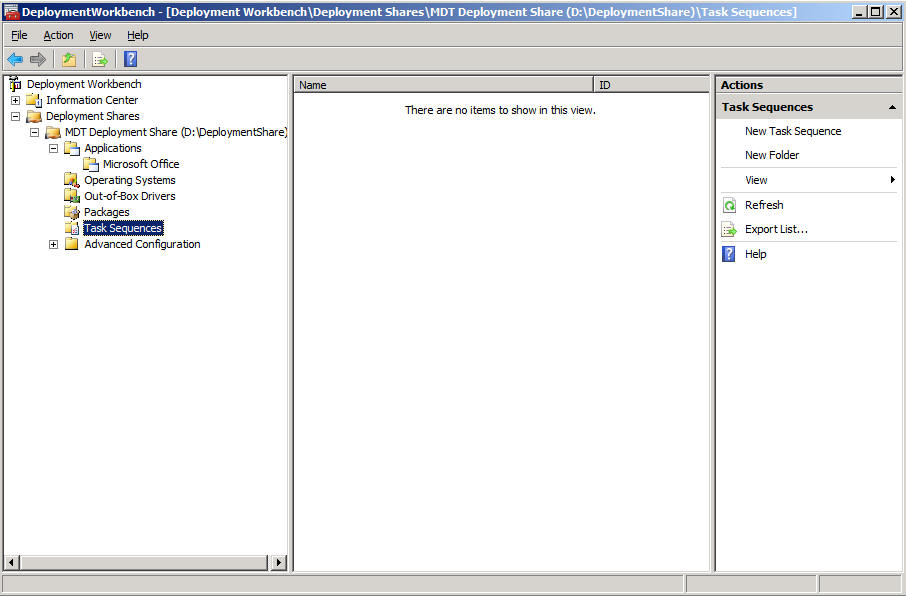 DeploymentWorkbench - [Deployment Workbench\Deployment Shares\MDT Deployment Share (D:\DeploymentShare)\Task Sequences]
File Action View Help
Deployment Workbench
Information Center
Deployment Shares
MDT Deployment Share (D:\DeploymentShare)
Applications
Microsoft Office
Operating Systems
Out-of-Box Drivers
Packages
Task Sequences
Advanced Configuration
Name ID
There are no items to show in this view.
Actions
Task Sequences
New Task Sequence
New Folder
View
Refresh
Export List...
Help